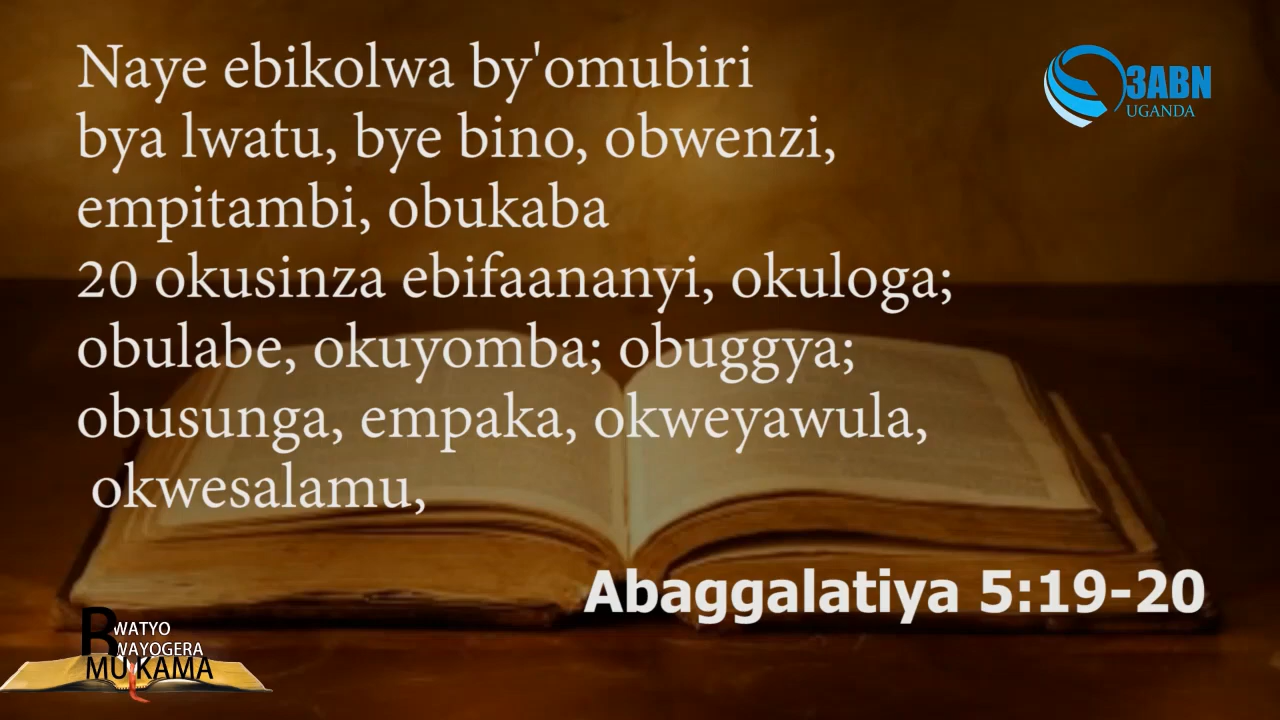 Naye ebikolwa by'omubiri
bya lwatu, bye bino, obwenzi,
empitambi, obukaba
20 okusinza ebifaananyi, okuloga;
obulabe, okuyomba; obuggya;
obusunga, empaka, okweyawula,
okwesalamu,
Abaggalatiya 5:19-20
3ABN
UGANDA
BWATYO
BWAYOGERA
MUKAMA